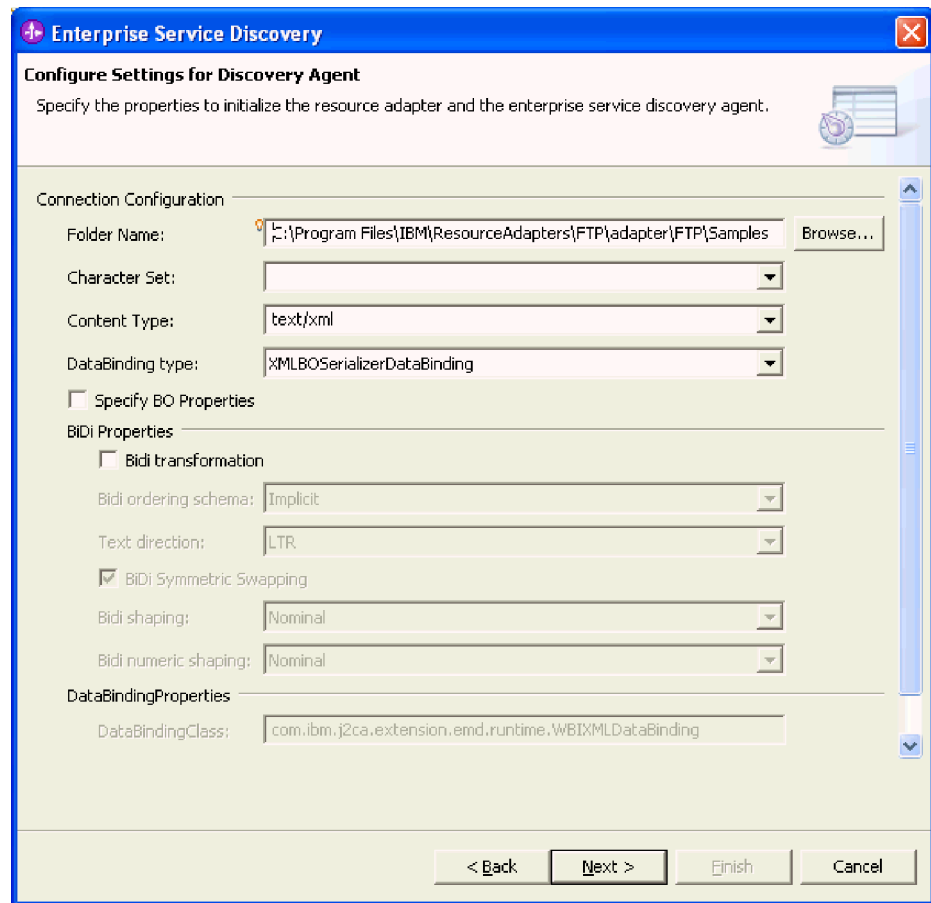 Enterprise Service Discovery
Configure Settings for Discovery Agent
Specify the properties to initialize the resource adapter and the enterprise service discovery agent.
Connection Configuration
Folder Name: C:\Program Files\IBM\ResourceAdapters\FTP\adapter\FTP\Samples Browse...
Character Set:
Content Type: text/xml
DataBinding type: XMLBOSerializerDataBinding
Specify BO Properties
BiDi Properties
Bidi transformation
Bidi ordering schema: Implicit
Text direction: LTR
BiDi Symmetric Swapping
Bidi shaping: Nominal
Bidi numeric shaping: Nominal
DataBindingProperties
DataBindingClass: com.ibm.j2ca.extension.emd.runtime.WBIXMLDataBinding
< Back Next > Finish Cancel